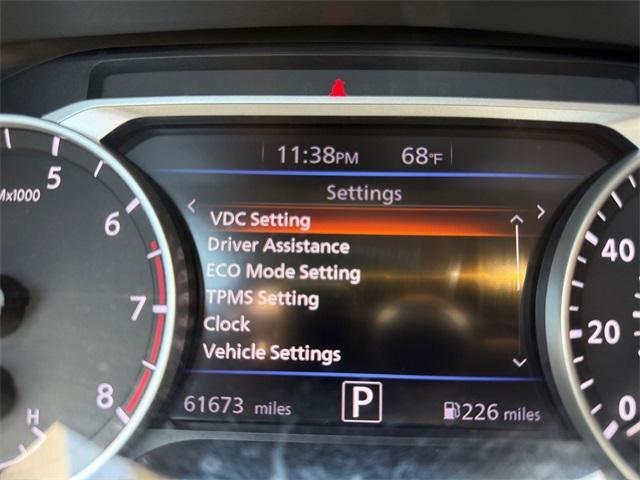 11:38PM 68°F
Settings
VDC Setting
Driver Assistance
ECO Mode Setting
TPMS Setting
Clock
Vehicle Settings
61673 miles P 226 miles
x1000
5
6
7
8
H
40
20
0